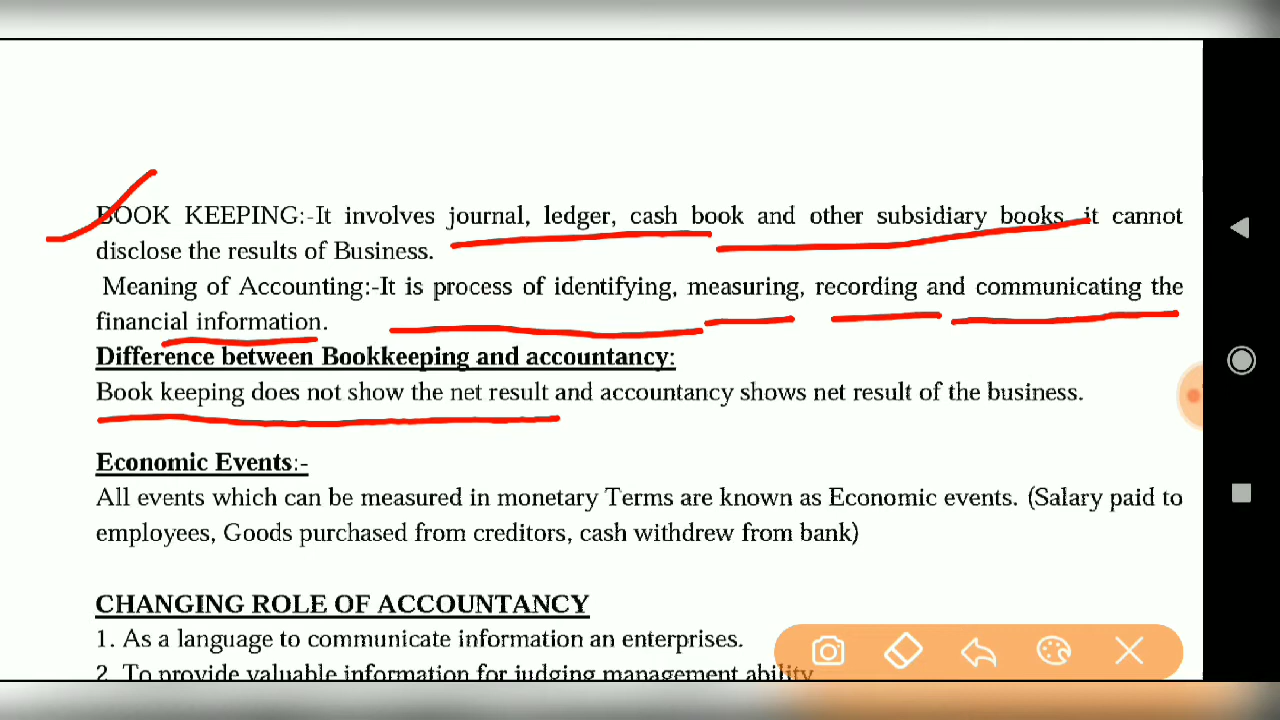 BOOK KEEPING:-It involves journal, ledger, cash book and other subsidiary books it cannot
disclose the results of Business.
Meaning of Accounting:-It is process of identifying, measuring, recording and communicating the
financial information.
Difference between Bookkeeping and accountancy:
Book keeping does not show the net result and accountancy shows net result of the business.
Economic Events:-
All events which can be measured in monetary Terms are known as Economic events. (Salary paid to
employees, Goods purchased from creditors, cash withdrew from bank)
CHANGING ROLE OF ACCOUNTANCY
1. As a language to communicate information an enterprises.
2. To provide valuable information for judging management ability